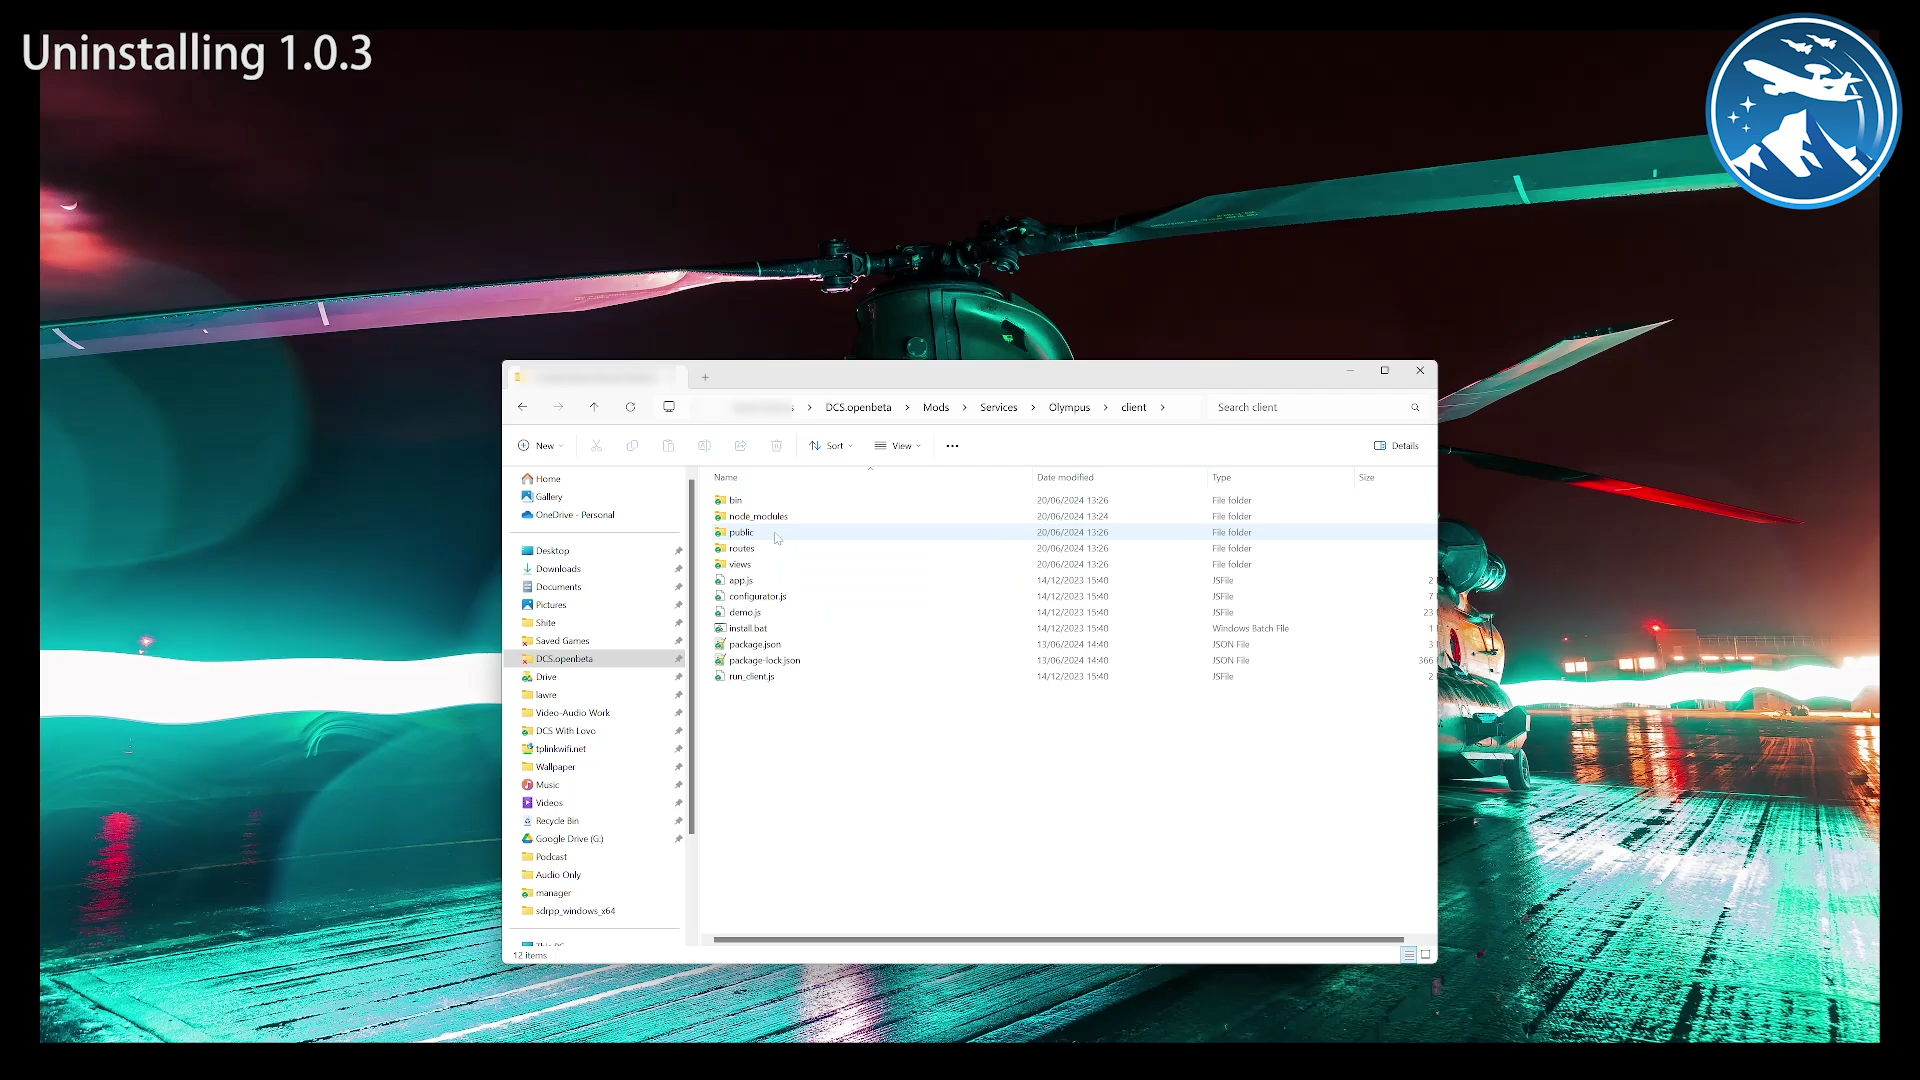 Uninstalling 1.0.3
DCS.openbeta > Mods > Services > Olympus > client >
Search client
New
Sort
View
Details
Home
Gallery
OneDrive - Personal
Desktop
Downloads
Documents
Pictures
Shite
Saved Games
DCS.openbeta
Drive
lawre
Video-Audio Work
DCS With Lovo
tplinkwifi.net
Wallpaper
Music
Videos
Recycle Bin
Google Drive (G:)
Podcast
Audio Only
manager
sdrpp_windows_x64
Name Date modified Type Size
bin 20/06/2024 13:26 File folder
node_modules 20/06/2024 13:24 File folder
public 20/06/2024 13:26 File folder
routes 20/06/2024 13:26 File folder
views 20/06/2024 13:26 File folder
app.js 14/12/2023 15:40 JSFile 2
configurator.js 14/12/2023 15:40 JSFile 7
demo.js 14/12/2023 15:40 JSFile 23
install.bat 14/12/2023 15:40 Windows Batch File 1
package.json 13/06/2024 14:40 JSON File 3
package-lock.json 13/06/2024 14:40 JSON File 366
run_client.js 14/12/2023 15:40 JSFile 2
12 items